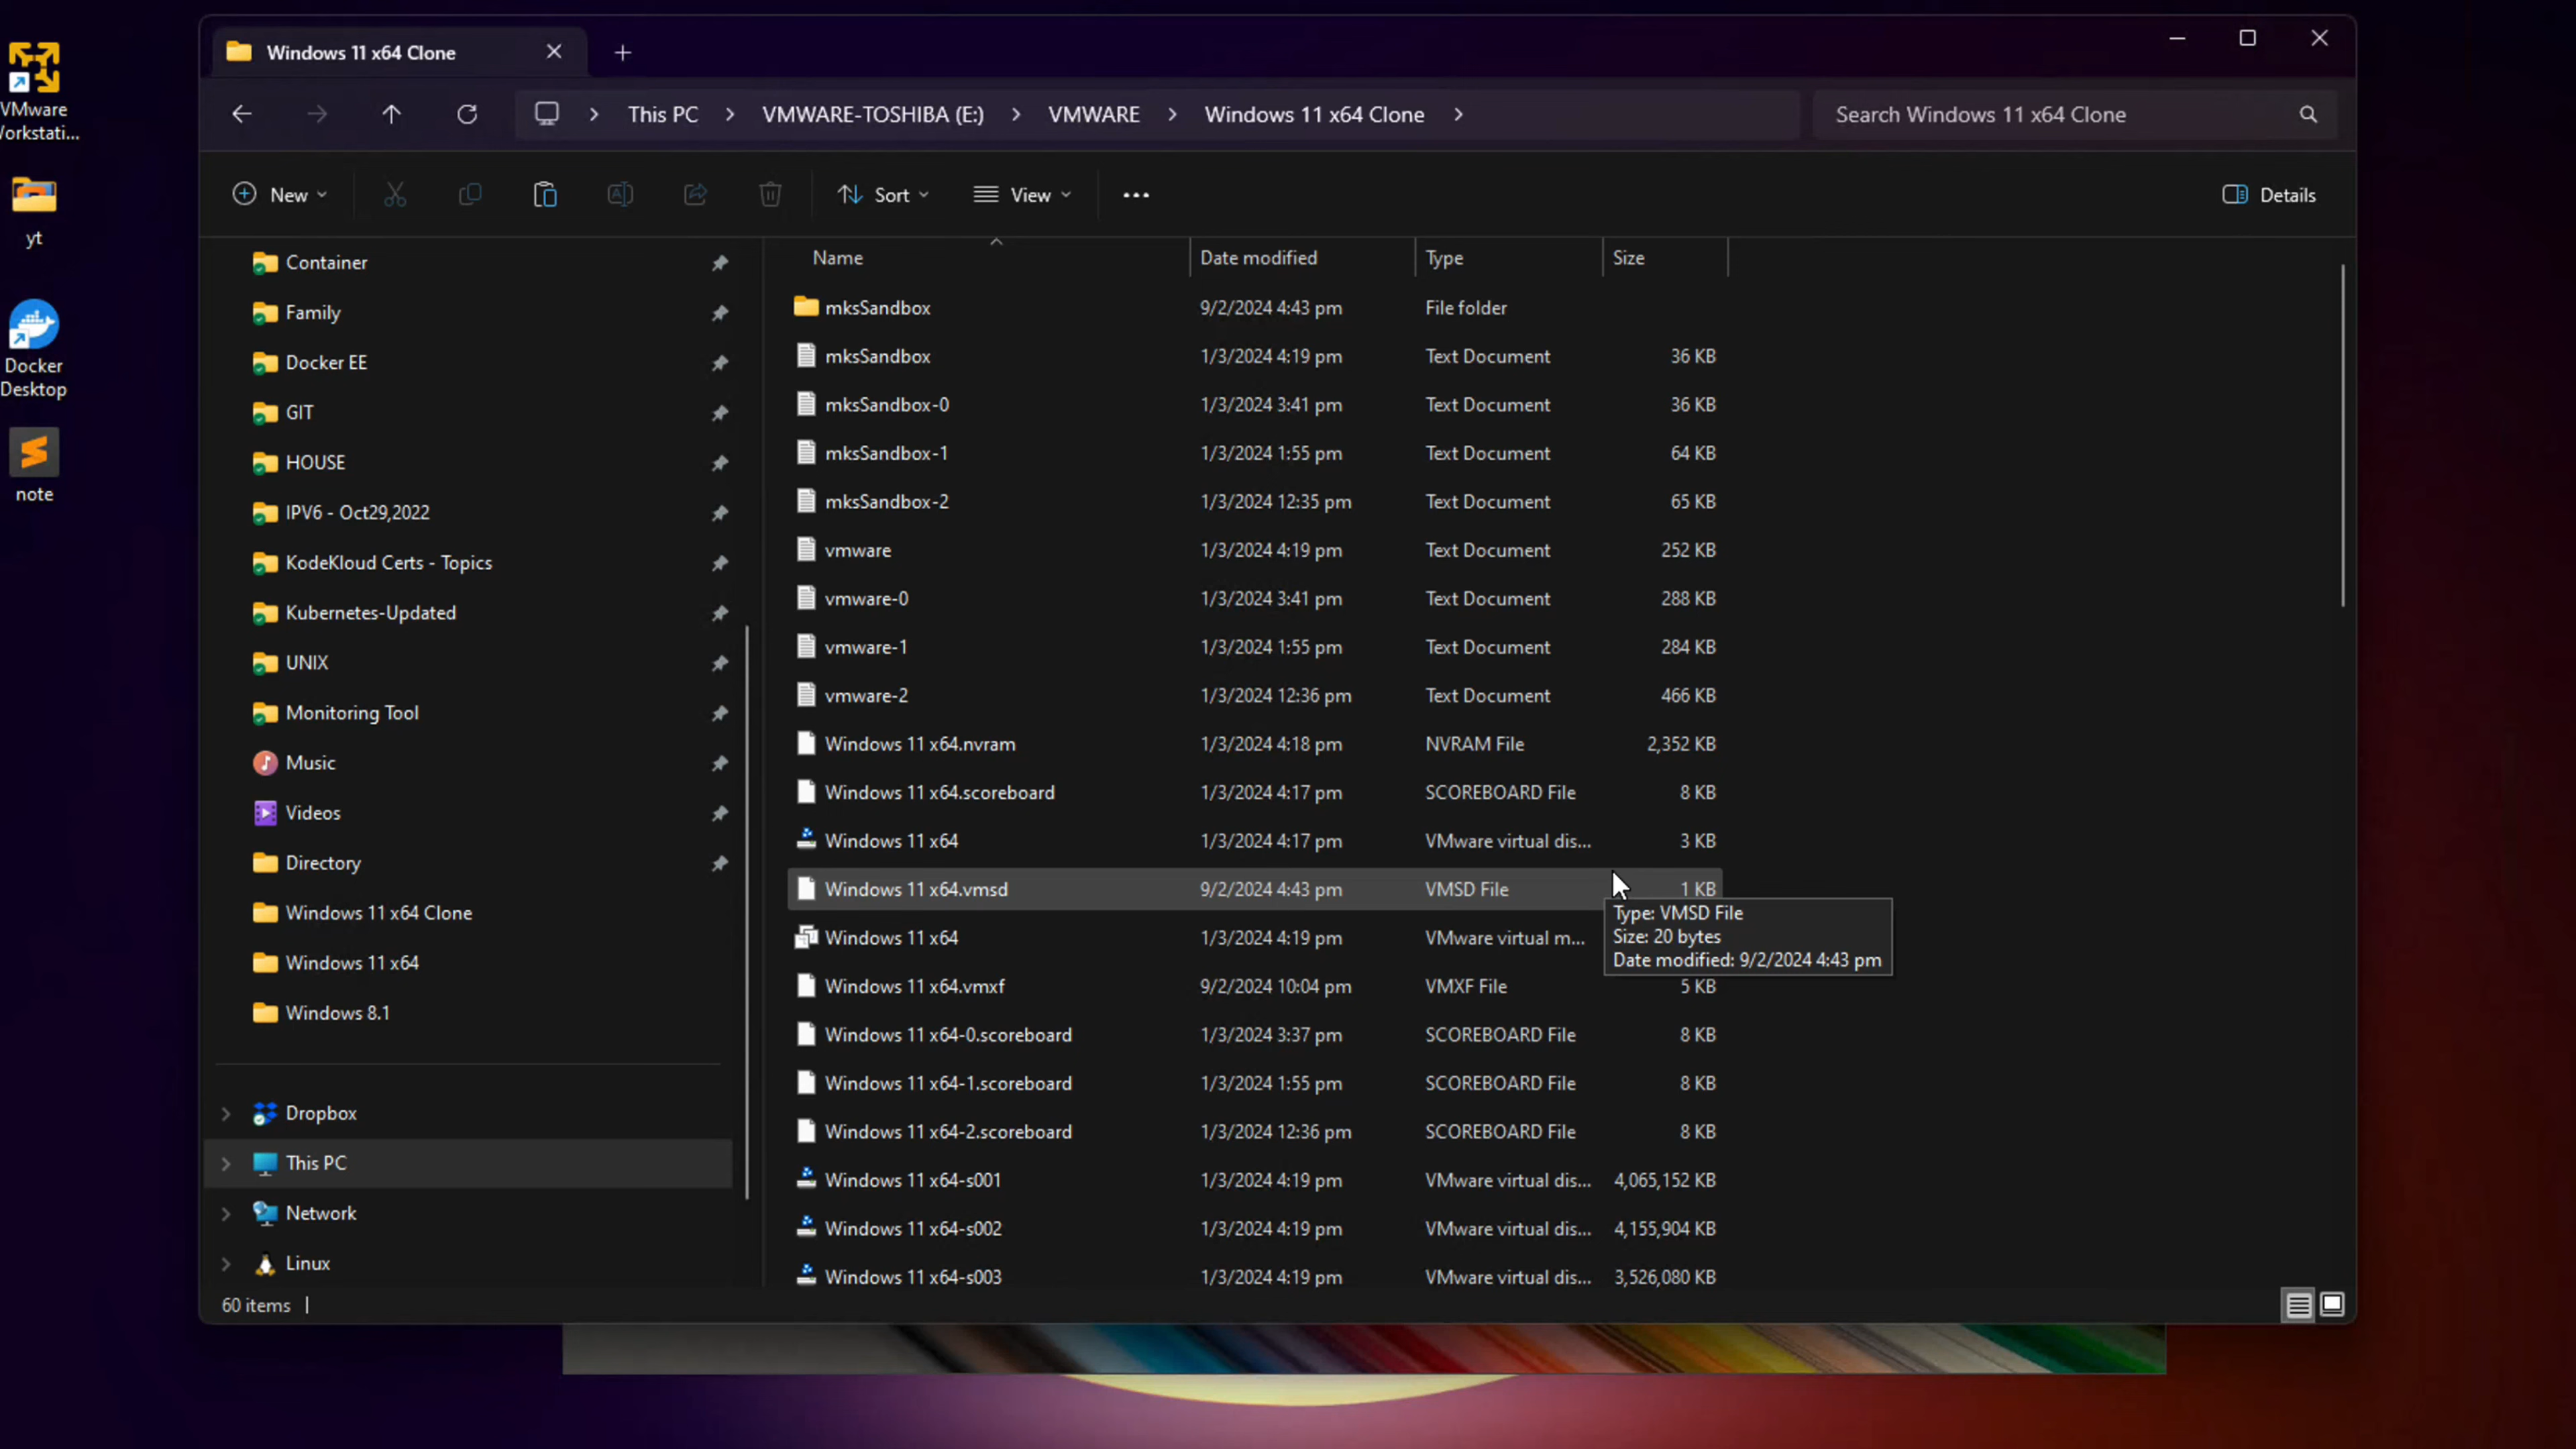 VMware
Workstati...
yt
Docker
Desktop
note
Windows 11 x64 Clone
This PC > VMWARE-TOSHIBA (E:) > VMWARE > Windows 11 x64 Clone >
Search Windows 11 x64 Clone
New
Sort
View
Details
Container
Family
Docker EE
GIT
HOUSE
IPV6 - Oct29,2022
KodeKloud Certs - Topics
Kubernetes-Updated
UNIX
Monitoring Tool
Music
Videos
Directory
Windows 11 x64 Clone
Windows 11 x64
Windows 8.1
Dropbox
This PC
Network
Linux
Name Date modified Type Size
mksSandbox 9/2/2024 4:43 pm File folder
mksSandbox 1/3/2024 4:19 pm Text Document 36 KB
mksSandbox-0 1/3/2024 3:41 pm Text Document 36 KB
mksSandbox-1 1/3/2024 1:55 pm Text Document 64 KB
mksSandbox-2 1/3/2024 12:35 pm Text Document 65 KB
vmware 1/3/2024 4:19 pm Text Document 252 KB
vmware-0 1/3/2024 3:41 pm Text Document 288 KB
vmware-1 1/3/2024 1:55 pm Text Document 284 KB
vmware-2 1/3/2024 12:36 pm Text Document 466 KB
Windows 11 x64.nvram 1/3/2024 4:18 pm NVRAM File 2,352 KB
Windows 11 x64.scoreboard 1/3/2024 4:17 pm SCOREBOARD File 8 KB
Windows 11 x64 1/3/2024 4:17 pm VMware virtual dis... 3 KB
Windows 11 x64.vmsd 9/2/2024 4:43 pm VMSD File 1 KB
Windows 11 x64 1/3/2024 4:19 pm VMware virtual m...
Windows 11 x64.vmxf 9/2/2024 10:04 pm VMXF File 5 KB
Windows 11 x64-0.scoreboard 1/3/2024 3:37 pm SCOREBOARD File 8 KB
Windows 11 x64-1.scoreboard 1/3/2024 1:55 pm SCOREBOARD File 8 KB
Windows 11 x64-2.scoreboard 1/3/2024 12:36 pm SCOREBOARD File 8 KB
Windows 11 x64-s001 1/3/2024 4:19 pm VMware virtual dis... 4,065,152 KB
Windows 11 x64-s002 1/3/2024 4:19 pm VMware virtual dis... 4,155,904 KB
Windows 11 x64-s003 1/3/2024 4:19 pm VMware virtual dis... 3,526,080 KB
Type: VMSD File
Size: 20 bytes
Date modified: 9/2/2024 4:43 pm
60 items